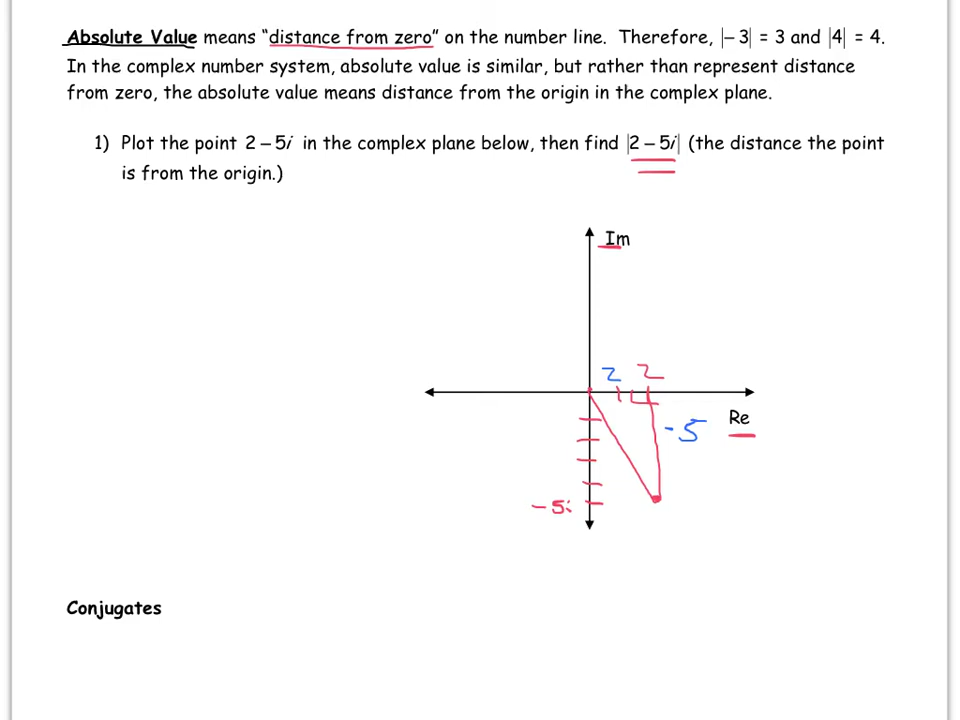 Absolute Value means “distance from zero” on the number line. Therefore, |– 3| = 3 and |4| = 4.
In the complex number system, absolute value is similar, but rather than represent distance
from zero, the absolute value means distance from the origin in the complex plane.
1) Plot the point 2 – 5i in the complex plane below, then find |2 – 5i| (the distance the point
is from the origin.)
Im
2 2
Re
-5
-5i
Conjugates